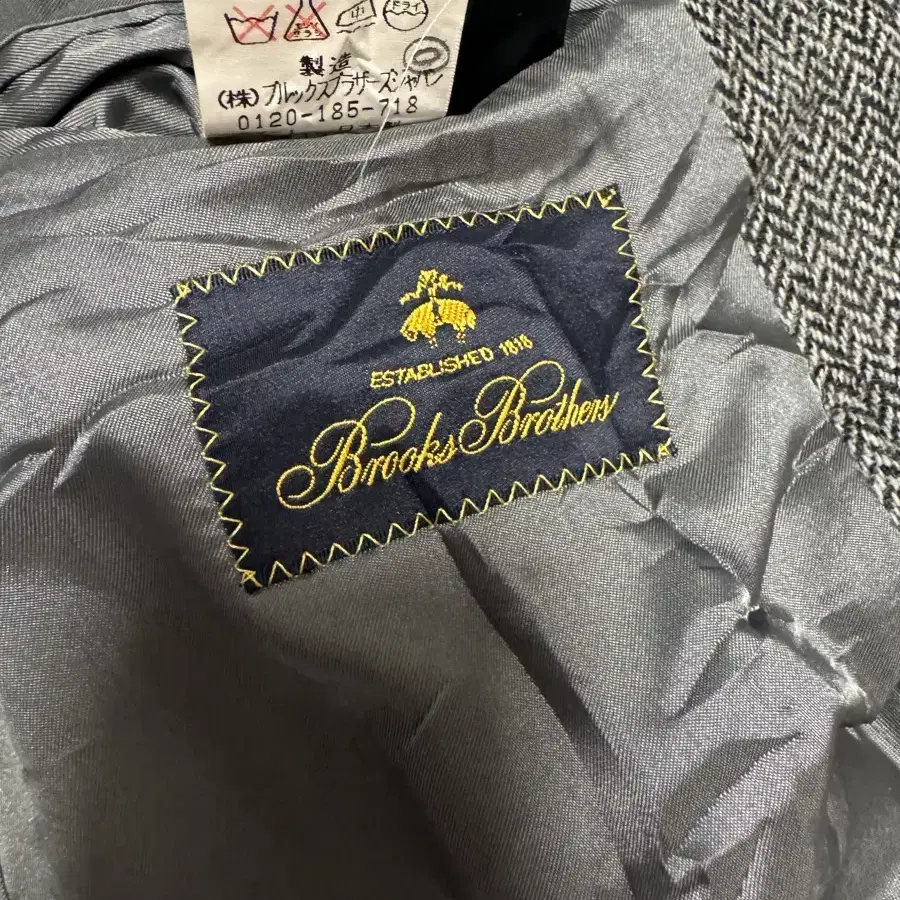 中
製造
(株)ブルックスブラザーズジャパン
0120-185-718
ESTABLISHED 1818
Brooks Brothers